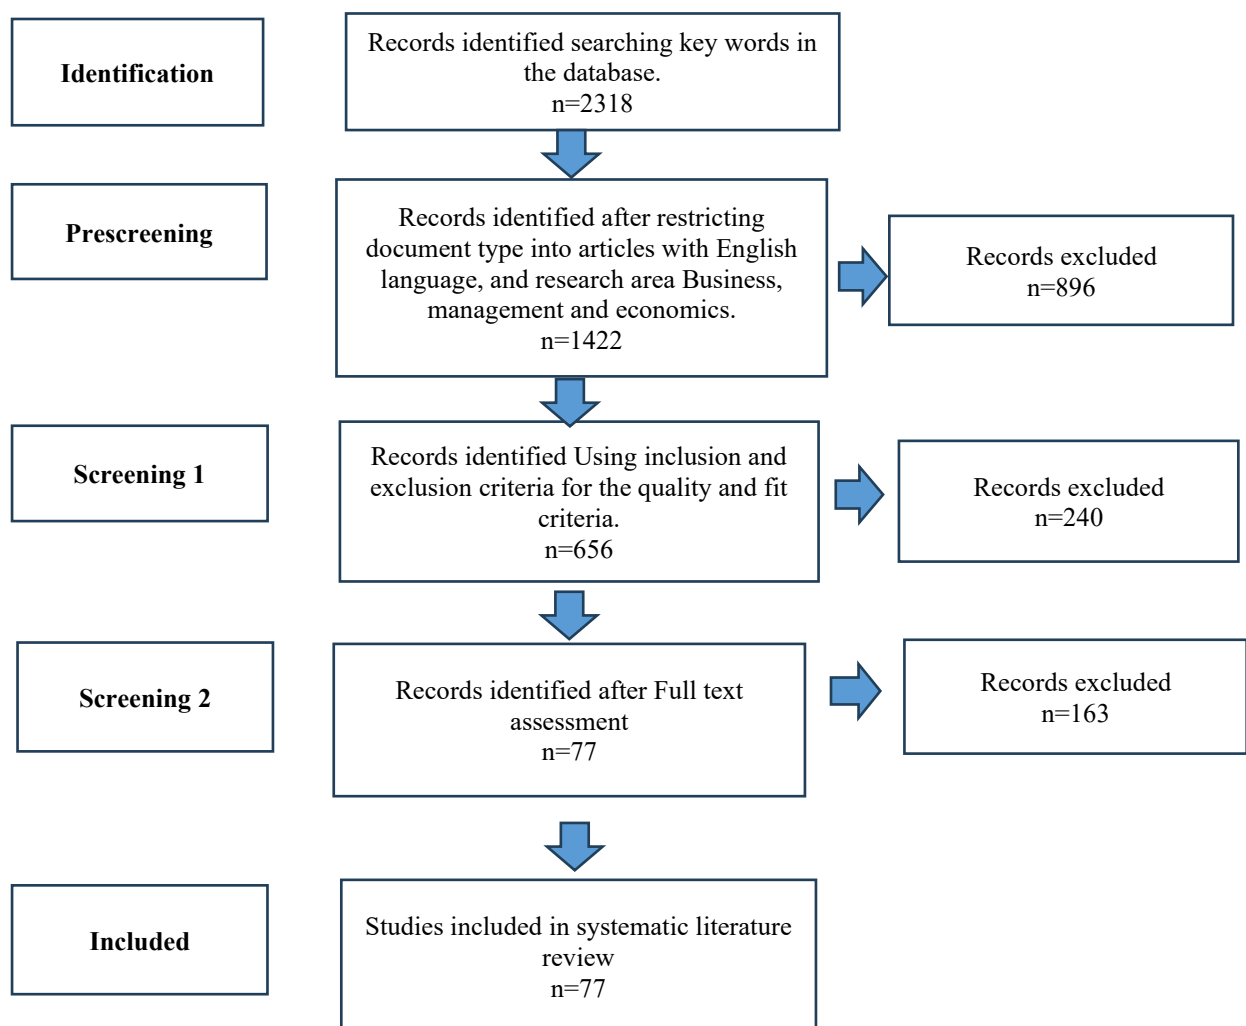 Identification
Records identified searching key words in
the database.
n=2318
Prescreening
Records identified after restricting
document type into articles with English
language, and research area Business,
management and economics.
n=1422
Records excluded
n=896
Screening 1
Records identified Using inclusion and
exclusion criteria for the quality and fit
criteria.
n=656
Records excluded
n=240
Screening 2
Records identified after Full text
assessment
n=77
Records excluded
n=163
Included
Studies included in systematic literature
review
n=77